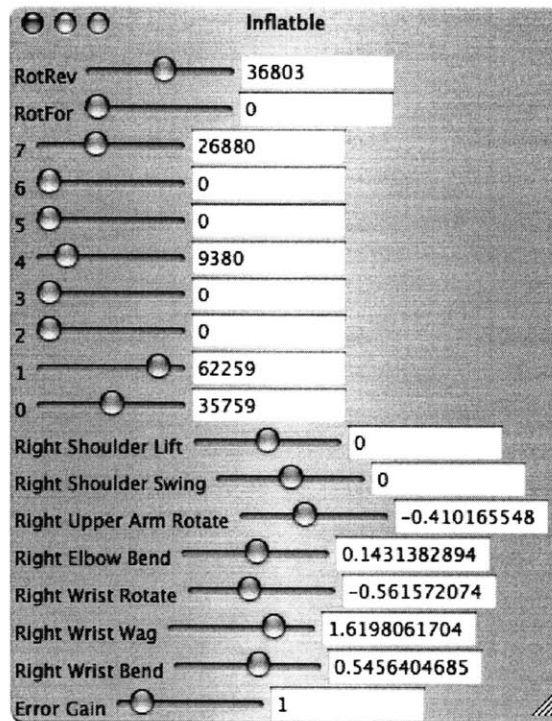 Inflatble
RotRev 36803
RotFor 0
7 26880
6 0
5 0
4 9380
3 0
2 0
1 62259
0 35759
Right Shoulder Lift 0
Right Shoulder Swing 0
Right Upper Arm Rotate -0.410165548
Right Elbow Bend 0.1431382894
Right Wrist Rotate -0.561572074
Right Wrist Wag 1.6198061704
Right Wrist Bend 0.5456404685
Error Gain 1